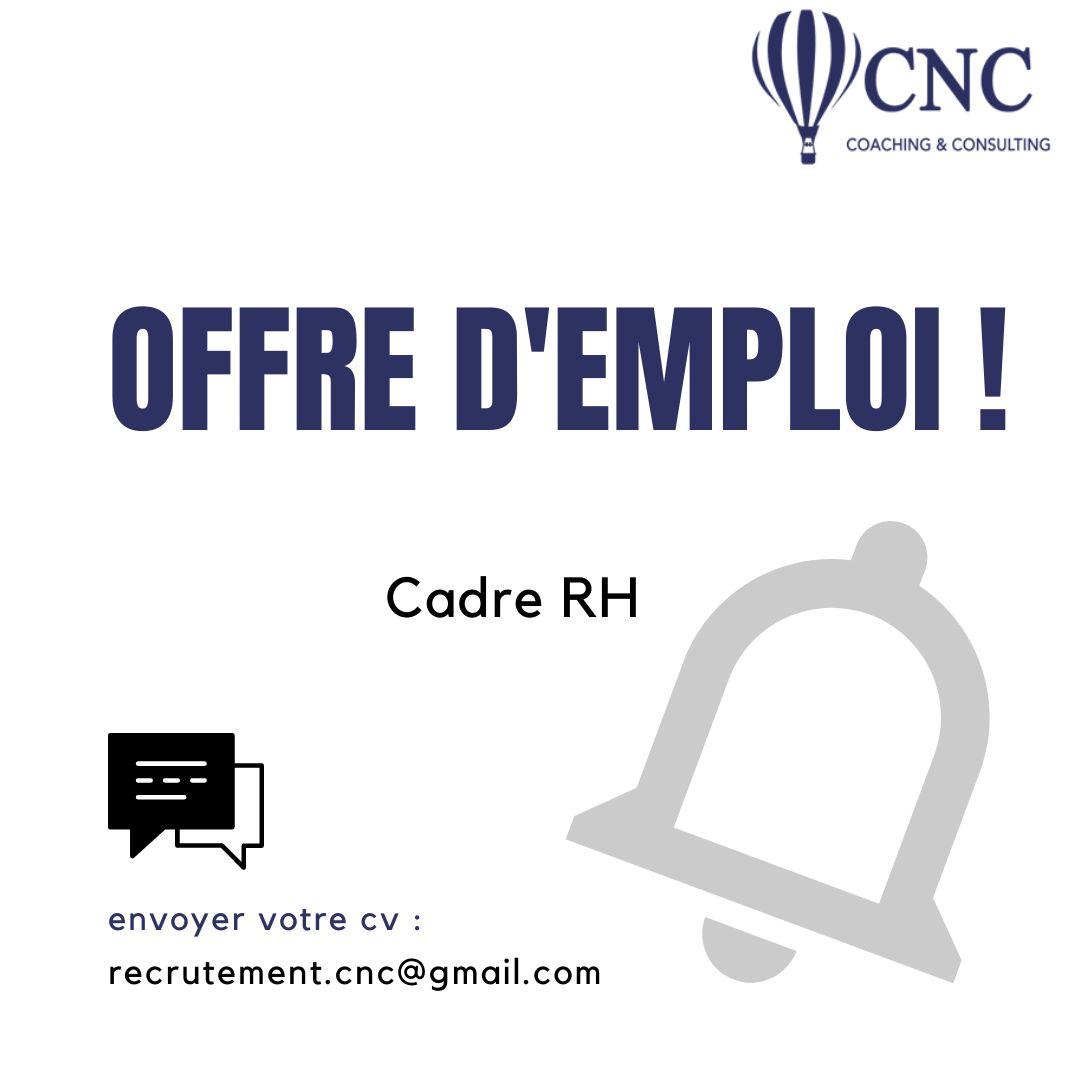 CNC
COACHING & CONSULTING
OFFRE D'EMPLOI !
Cadre RH
envoyer votre cv :
recrutement.cnc@gmail.com